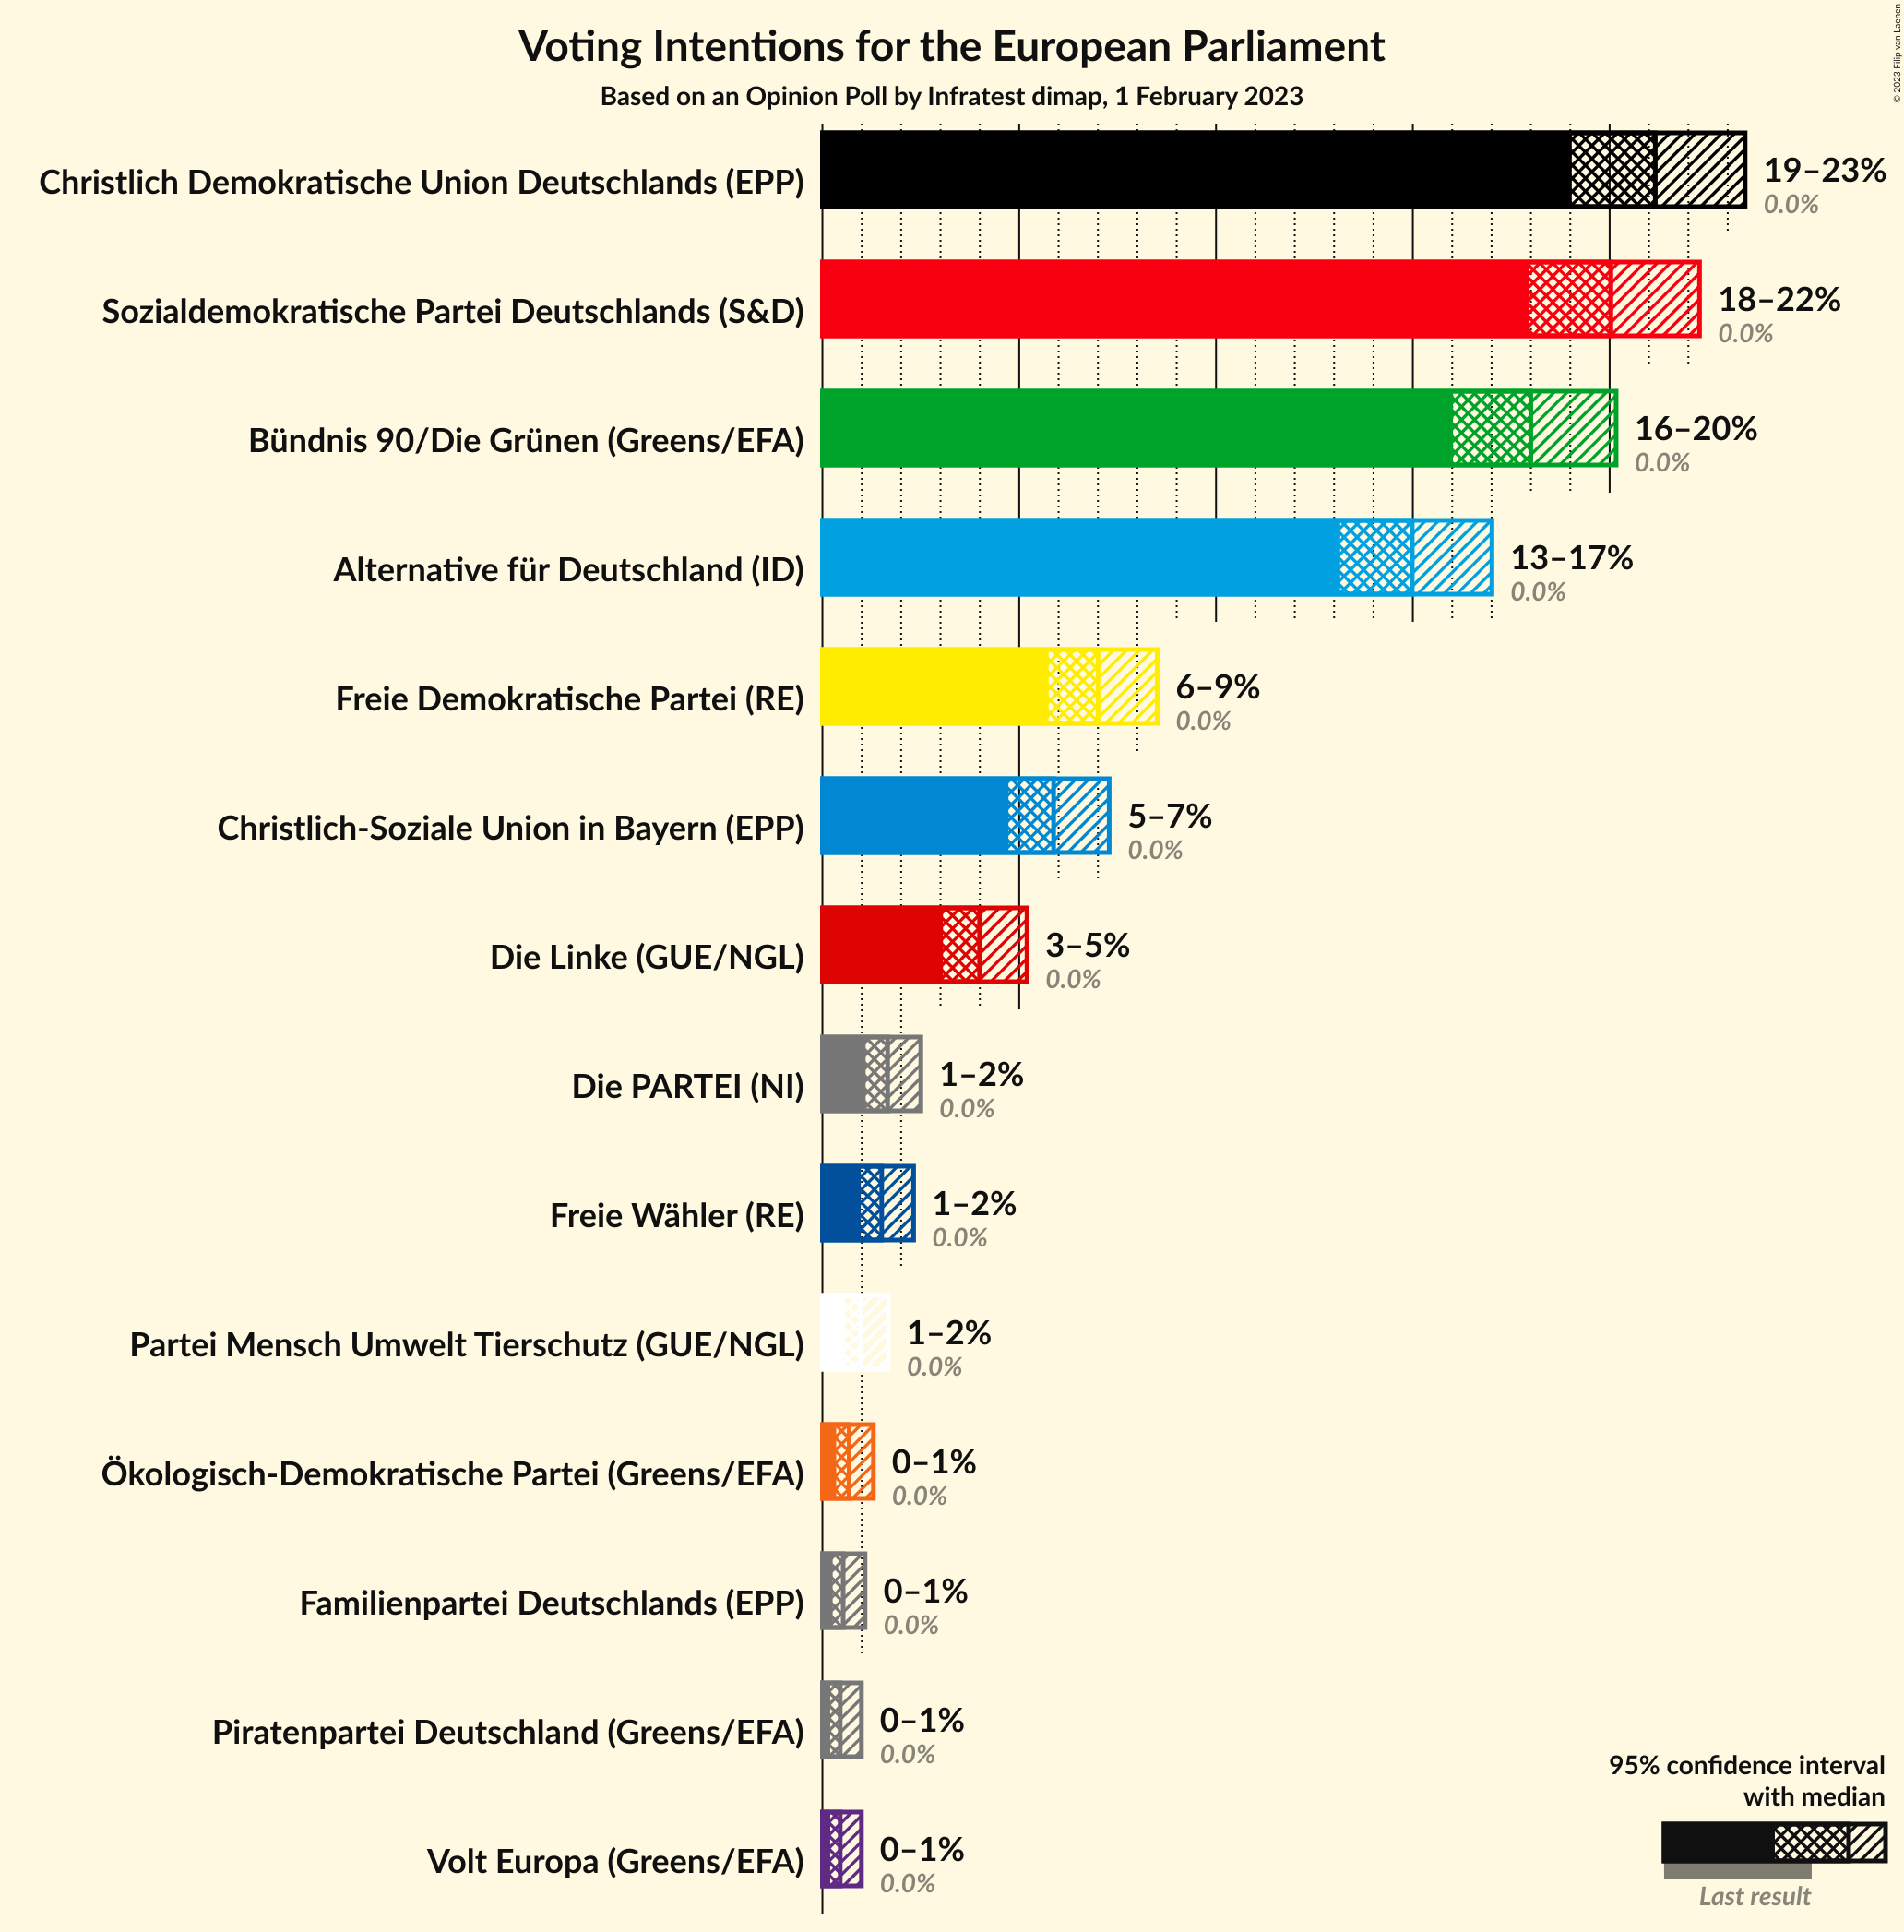 Voting Intentions for the European Parliament
Based on an Opinion Poll by Infratest dimap, 1 February 2023
© 2023 Filip van Laenen
Christlich Demokratische Union Deutschlands (EPP)
19–23%
0.0%
Sozialdemokratische Partei Deutschlands (S&D)
18–22%
0.0%
Bündnis 90/Die Grünen (Greens/EFA)
16–20%
0.0%
Alternative für Deutschland (ID)
13–17%
0.0%
Freie Demokratische Partei (RE)
6–9%
0.0%
Christlich-Soziale Union in Bayern (EPP)
5–7%
0.0%
Die Linke (GUE/NGL)
3–5%
0.0%
Die PARTEI (NI)
1–2%
0.0%
Freie Wähler (RE)
1–2%
0.0%
Partei Mensch Umwelt Tierschutz (GUE/NGL)
1–2%
0.0%
Ökologisch-Demokratische Partei (Greens/EFA)
0–1%
0.0%
Familienpartei Deutschlands (EPP)
0–1%
0.0%
Piratenpartei Deutschland (Greens/EFA)
0–1%
0.0%
Volt Europa (Greens/EFA)
0–1%
0.0%
95% confidence interval
with median
Last result